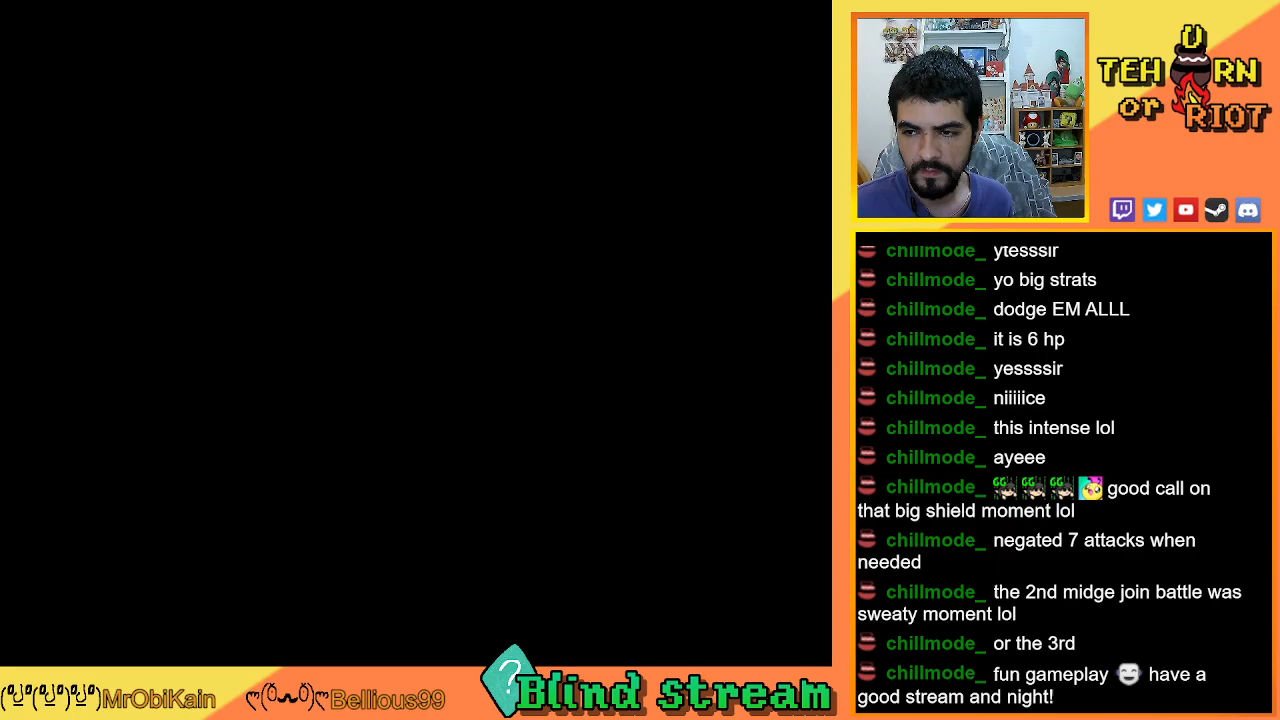 TEH URN
or RIOT
chillmode_ ytesssir
chillmode_ yo big strats
chillmode_ dodge EM ALLL
chillmode_ it is 6 hp
chillmode_ yessssir
chillmode_ niiiiice
chillmode_ this intense lol
chillmode_ ayeee
chillmode_ GG GG GG good call on
that big shield moment lol
chillmode_ negated 7 attacks when
needed
chillmode_ the 2nd midge join battle was
sweaty moment lol
chillmode_ or the 3rd
chillmode_ fun gameplay have a
good stream and night!
MrObiKain Bellious99 ? Blind stream